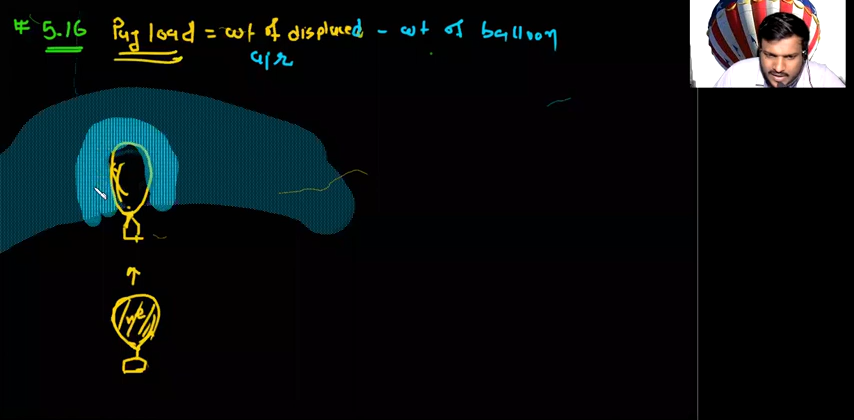 # 5.16 Pay load = wt of displaced - wt of balloon
air
He